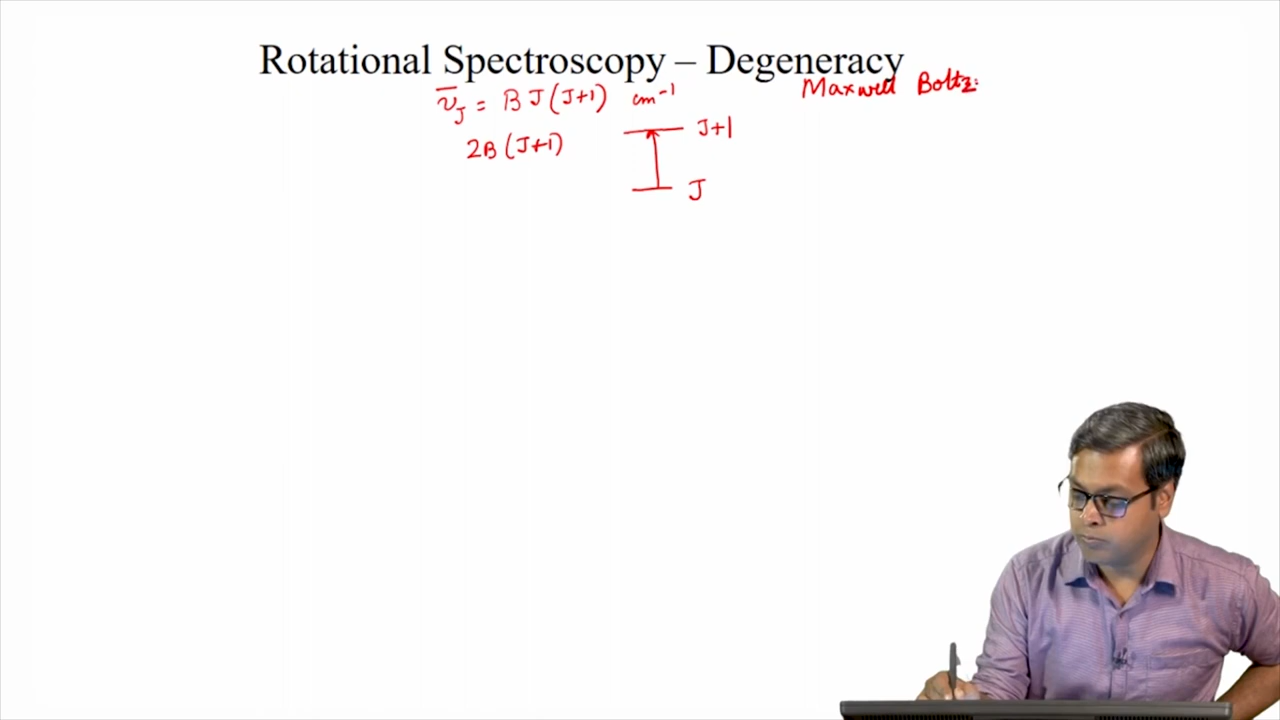 Rotational Spectroscopy – Degeneracy
Maxwell Boltz.
ν̅_J = B J(J+1) cm⁻¹
J+1
2B(J+1)
J